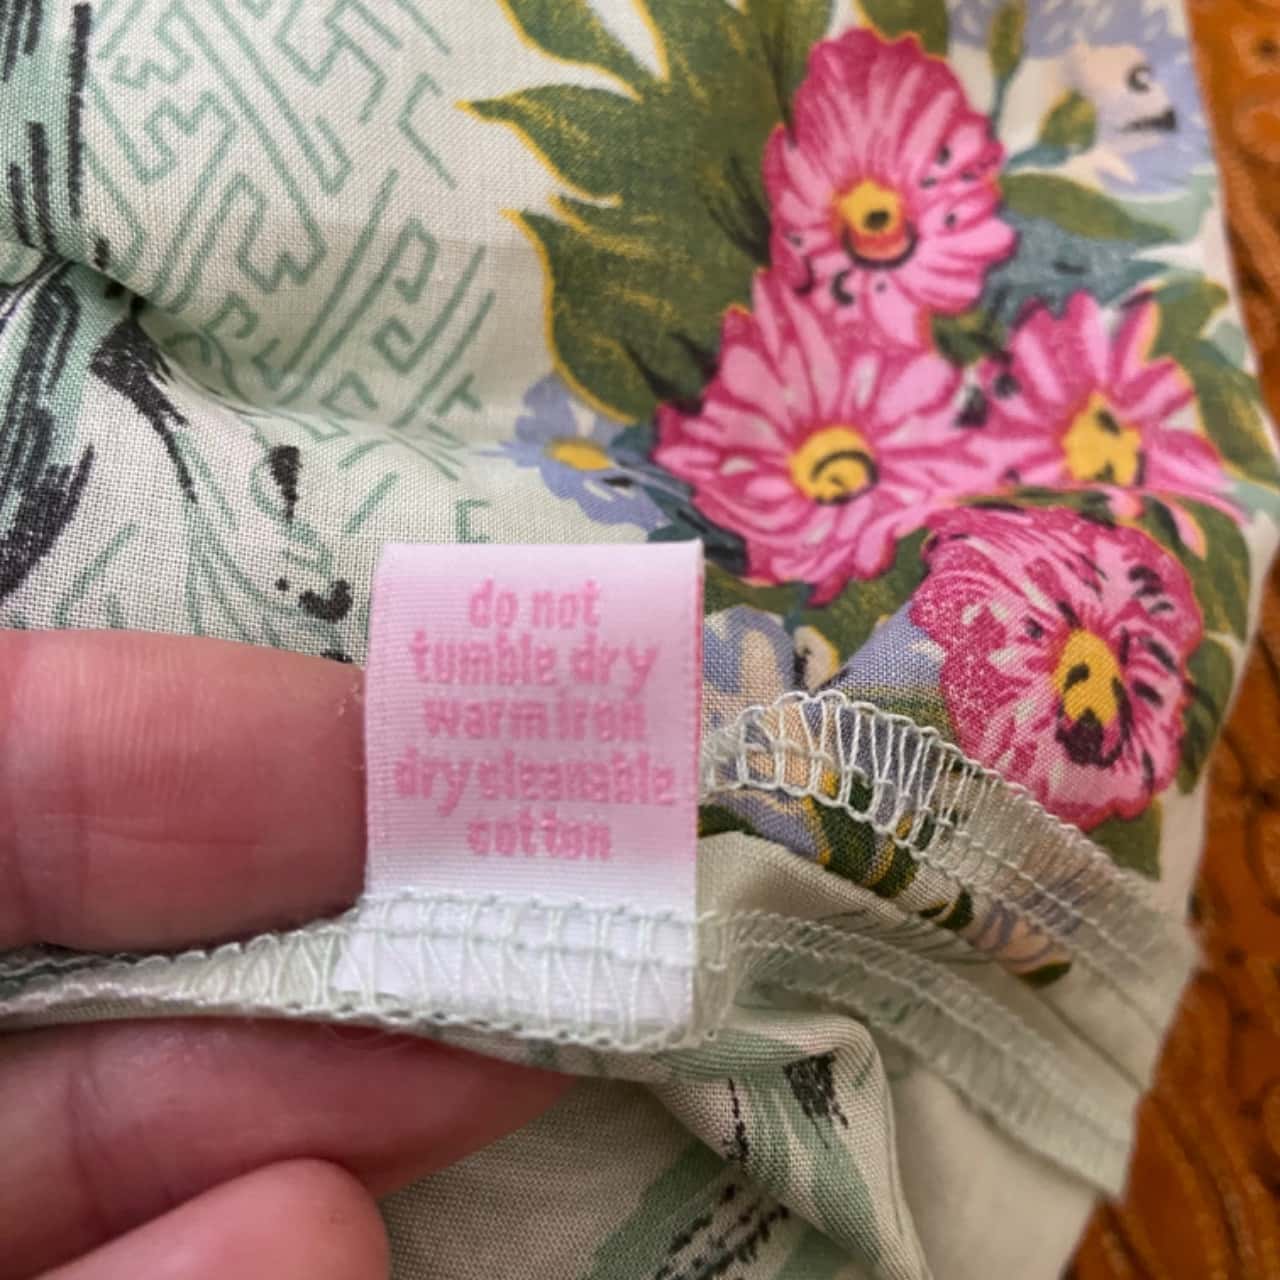 do not
tumble dry
warm iron
dry cleanable
cotton